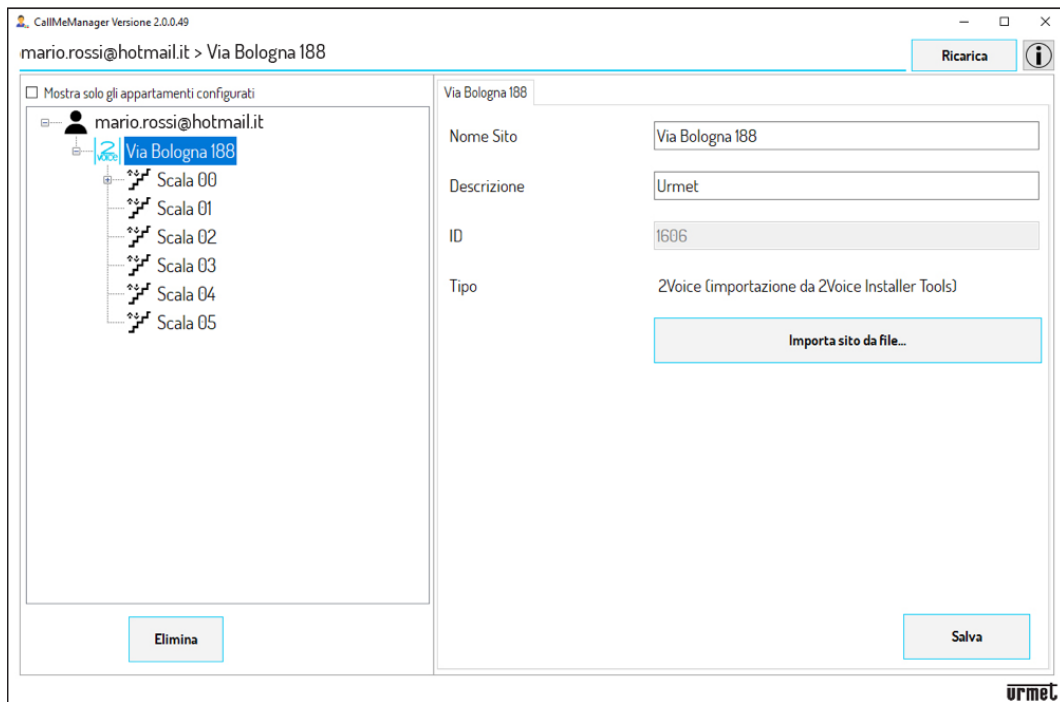 CallMeManager Versione 2.0.0.49
mario.rossi@hotmail.it > Via Bologna 188
Ricarica
Mostra solo gli appartamenti configurati
mario.rossi@hotmail.it
2 voice Via Bologna 188
Scala 00
Scala 01
Scala 02
Scala 03
Scala 04
Scala 05
Elimina
Via Bologna 188
Nome Sito Via Bologna 188
Descrizione Urmet
ID 1606
Tipo 2Voice (importazione da 2Voice Installer Tools)
Importa sito da file...
Salva
urmet